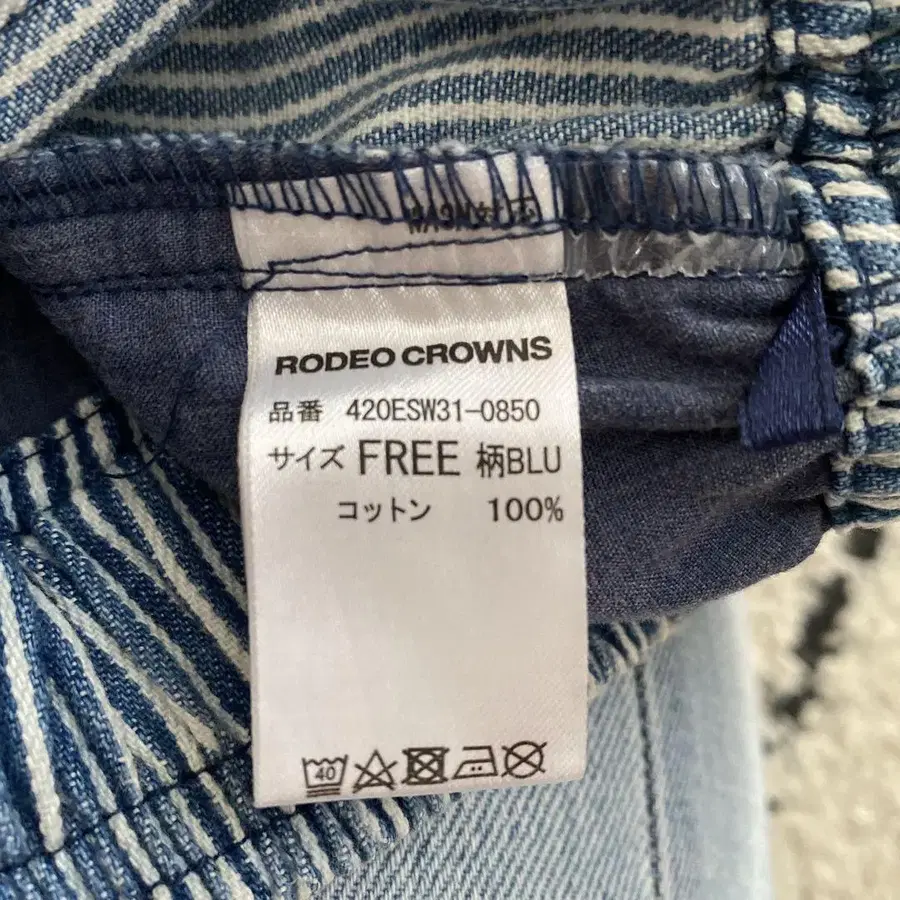 RODEO CROWNS
品番 420ESW31-0850
サイズ FREE 柄BLU
コットン 100%
40